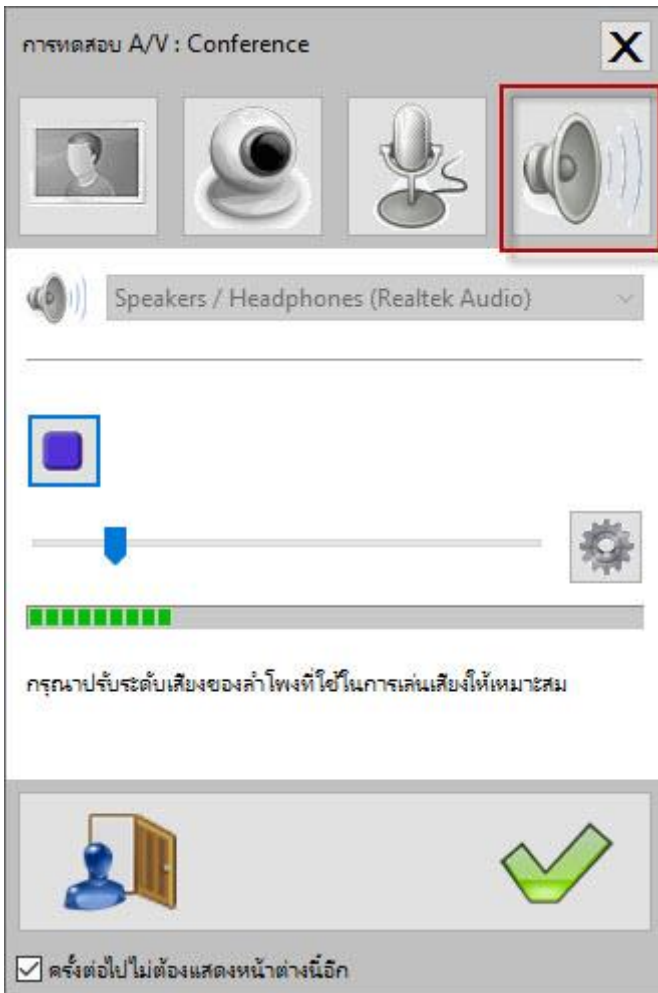 การทดสอบ A/V : Conference
X
Speakers / Headphones (Realtek Audio)
กรุณาปรับระดับเสียงของลำโพงที่ใช้ในการเล่นเสียงให้เหมาะสม
ครั้งต่อไปไม่ต้องแสดงหน้าต่างนี้อีก